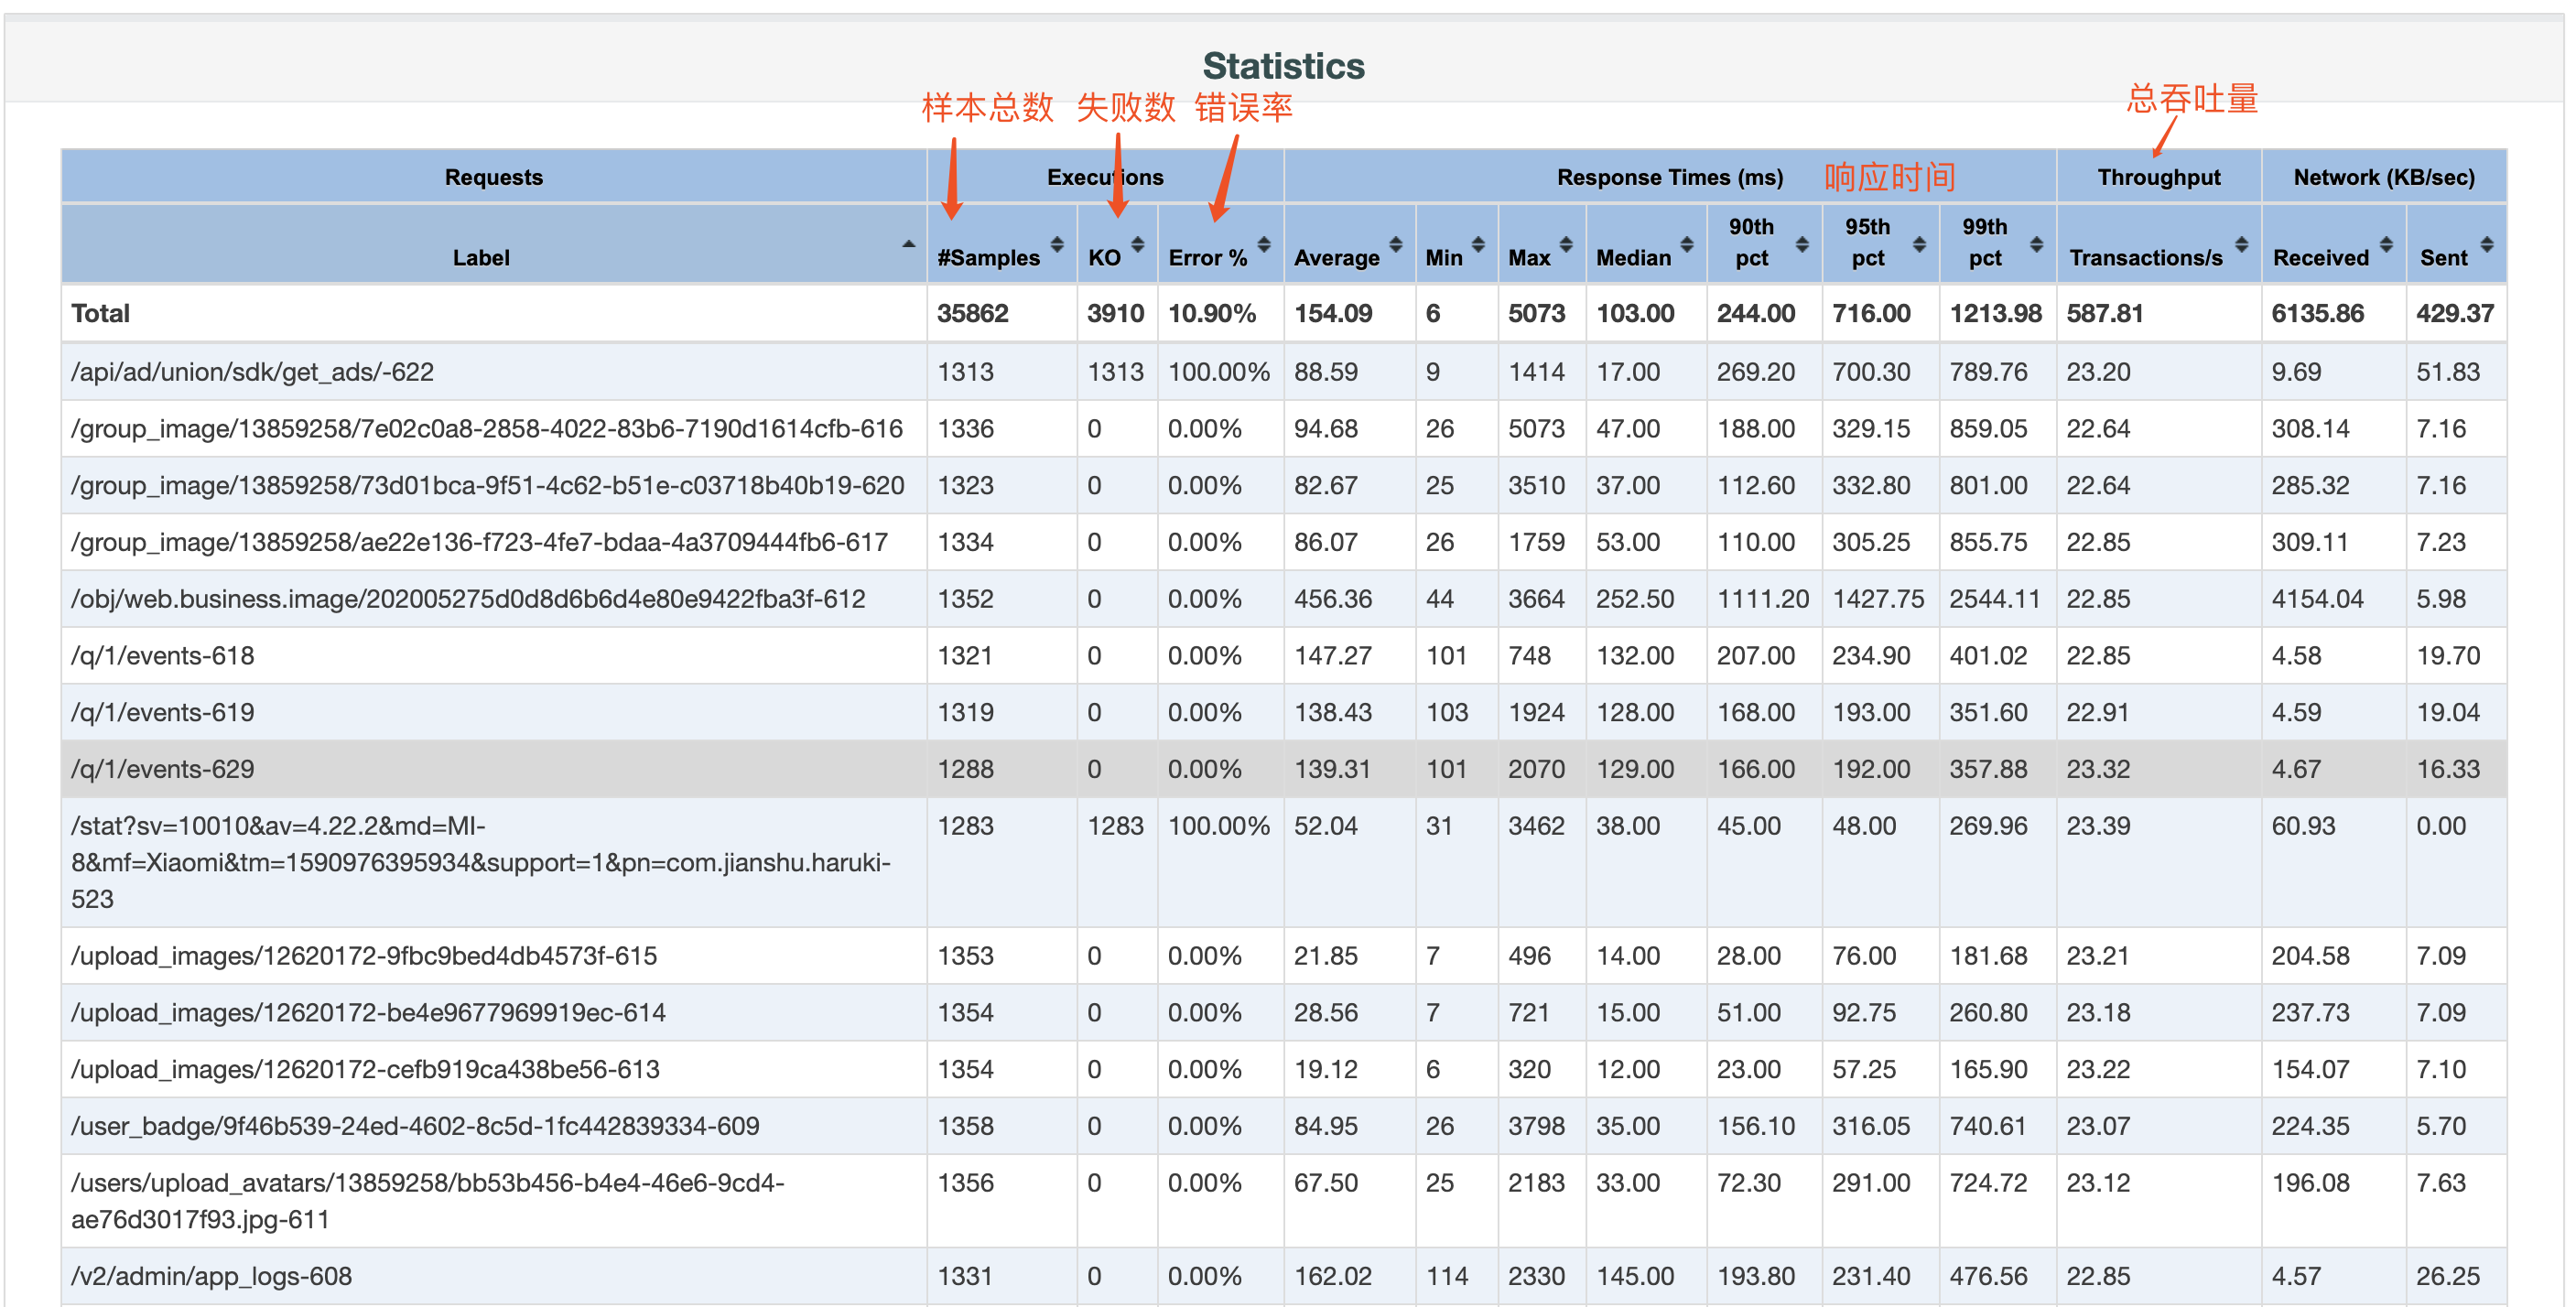 Statistics
样本总数 失败数 错误率 总吞吐量
Requests Executions Response Times (ms) 响应时间 Throughput Network (KB/sec)
Label #Samples KO Error % Average Min Max Median 90th pct 95th pct 99th pct Transactions/s Received Sent
Total 35862 3910 10.90% 154.09 6 5073 103.00 244.00 716.00 1213.98 587.81 6135.86 429.37
/api/ad/union/sdk/get_ads/-622 1313 1313 100.00% 88.59 9 1414 17.00 269.20 700.30 789.76 23.20 9.69 51.83
/group_image/13859258/7e02c0a8-2858-4022-83b6-7190d1614cfb-616 1336 0 0.00% 94.68 26 5073 47.00 188.00 329.15 859.05 22.64 308.14 7.16
/group_image/13859258/73d01bca-9f51-4c62-b51e-c03718b40b19-620 1323 0 0.00% 82.67 25 3510 37.00 112.60 332.80 801.00 22.64 285.32 7.16
/group_image/13859258/ae22e136-f723-4fe7-bdaa-4a3709444fb6-617 1334 0 0.00% 86.07 26 1759 53.00 110.00 305.25 855.75 22.85 309.11 7.23
/obj/web.business.image/202005275d0d8d6b6d4e80e9422fba3f-612 1352 0 0.00% 456.36 44 3664 252.50 1111.20 1427.75 2544.11 22.85 4154.04 5.98
/q/1/events-618 1321 0 0.00% 147.27 101 748 132.00 207.00 234.90 401.02 22.85 4.58 19.70
/q/1/events-619 1319 0 0.00% 138.43 103 1924 128.00 168.00 193.00 351.60 22.91 4.59 19.04
/q/1/events-629 1288 0 0.00% 139.31 101 2070 129.00 166.00 192.00 357.88 23.32 4.67 16.33
/stat?sv=10010&av=4.22.2&md=MI- 1283 1283 100.00% 52.04 31 3462 38.00 45.00 48.00 269.96 23.39 60.93 0.00
8&mf=Xiaomi&tm=1590976395934&support=1&pn=com.jianshu.haruki-
523
/upload_images/12620172-9fbc9bed4db4573f-615 1353 0 0.00% 21.85 7 496 14.00 28.00 76.00 181.68 23.21 204.58 7.09
/upload_images/12620172-be4e9677969919ec-614 1354 0 0.00% 28.56 7 721 15.00 51.00 92.75 260.80 23.18 237.73 7.09
/upload_images/12620172-cefb919ca438be56-613 1354 0 0.00% 19.12 6 320 12.00 23.00 57.25 165.90 23.22 154.07 7.10
/user_badge/9f46b539-24ed-4602-8c5d-1fc442839334-609 1358 0 0.00% 84.95 26 3798 35.00 156.10 316.05 740.61 23.07 224.35 5.70
/users/upload_avatars/13859258/bb53b456-b4e4-46e6-9cd4- 1356 0 0.00% 67.50 25 2183 33.00 72.30 291.00 724.72 23.12 196.08 7.63
ae76d3017f93.jpg-611
/v2/admin/app_logs-608 1331 0 0.00% 162.02 114 2330 145.00 193.80 231.40 476.56 22.85 4.57 26.25